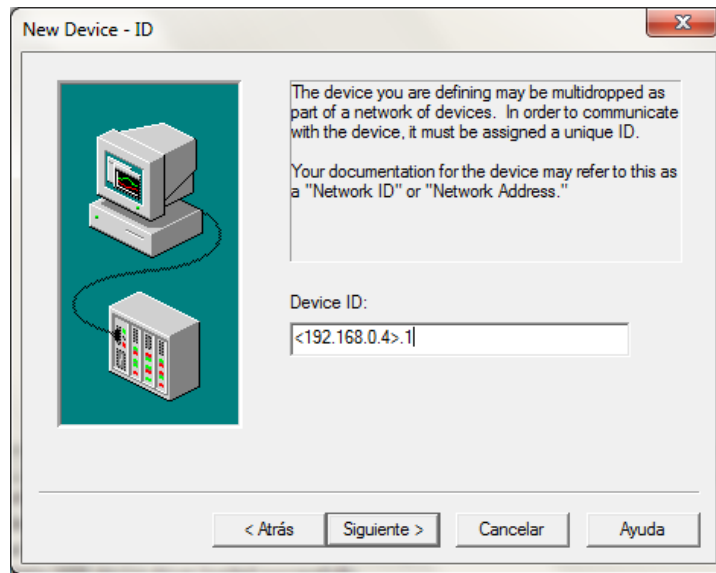 New Device - ID
The device you are defining may be multidropped as
part of a network of devices. In order to communicate
with the device, it must be assigned a unique ID.
Your documentation for the device may refer to this as
a "Network ID" or "Network Address."
Device ID:
<192.168.0.4>.1
< Atrás
Siguiente >
Cancelar
Ayuda